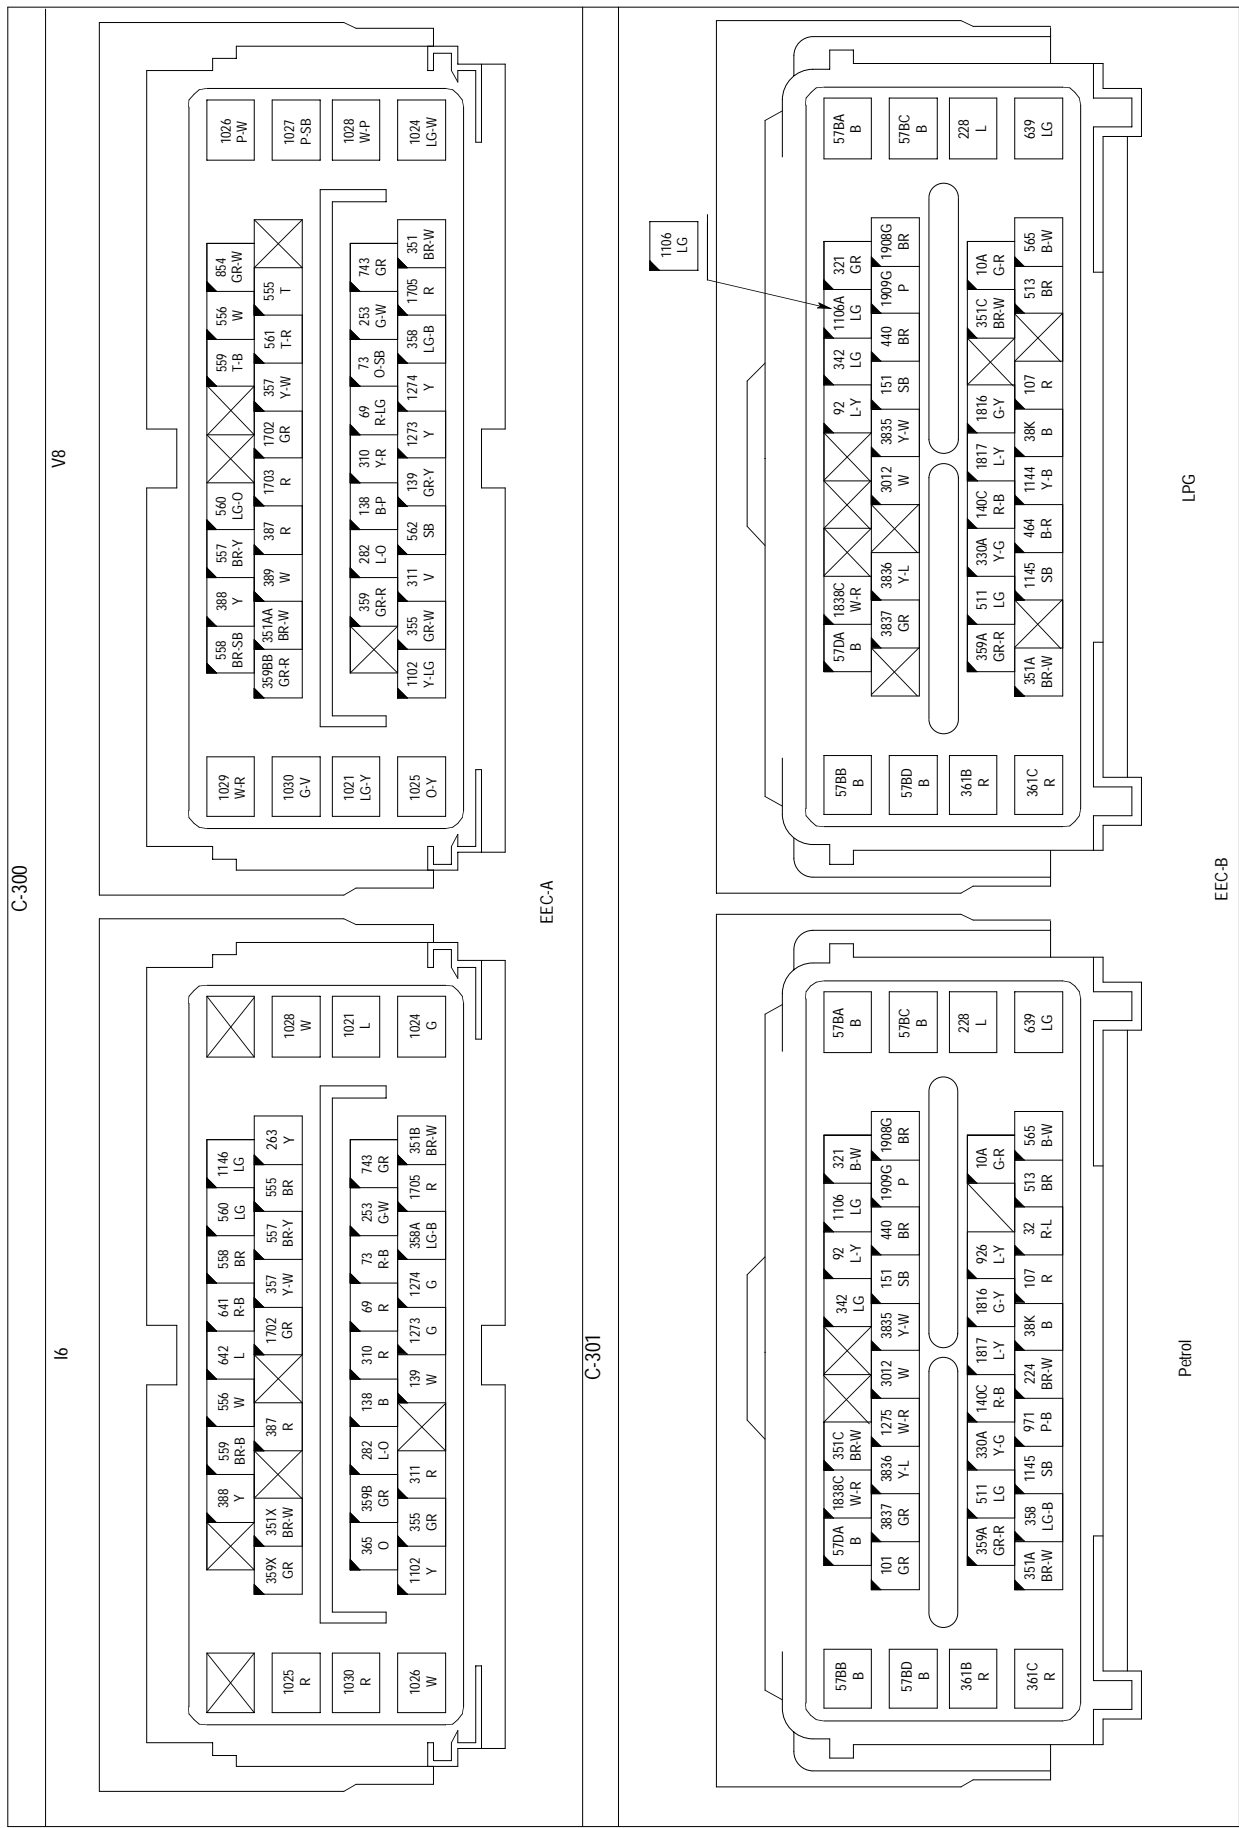 C-300
I6
388 559 556 642 641 558 560 1146
Y BR-B W L R-B BR LG LG
1025 359X 351X 387 1702 357 557 555 263 1028
R GR BR-W R GR Y-W BR-Y BR Y W
1030 365 359B 282 138 310 69 73 253 743 1021
R O GR L-O B R R R-B G-W GR L
1026 1102 355 311 139 1273 1274 358A 1705 351B 1024
W Y GR R W G G LG-B R BR-W G
V8
1029 558 388 557 560 559 556 854 1026
W-R BR-SB Y BR-Y LG-O T-B W GR-W P-W
1030 359BB 351AA 389 387 1703 1702 357 561 555 1027
G-V GR-R BR-W W R R GR Y-W T-R T P-SB
1021 359 282 138 310 69 73 253 743 1028
LG-Y GR-R L-O B-P Y-R R-LG O-SB G-W GR W-P
1025 1102 355 311 562 139 1273 1274 358 1705 351 1024
O-Y Y-LG GR-W V SB GR-Y Y Y LG-B R BR-W LG-W
EEC-A
C-301
Petrol
57BB 57DA 1838C 351C 342 92 1106 321 57BA
B B W-R BR-W LG L-Y LG B-W B
57BD 101 3837 3836 1275 3012 3835 151 440 1909G 1908G 57BC
B GR GR Y-L W-R W Y-W SB BR P BR B
361B 359A 511 330A 140C 1817 1816 926 10A 228
R GR-R LG Y-G R-B L-Y G-Y L-Y G-R L
361C 351A 358 1145 971 224 38K 107 32 513 565 639
R BR-W LG-B SB P-B BR-W B R R-L BR B-W LG
LPG
1106
LG
57BB 57DA 1838C 92 342 1106A 321 57BA
B B W-R L-Y LG LG GR B
57BD 3837 3836 3012 3835 151 440 1909G 1908G 57BC
B GR Y-L W Y-W SB BR P BR B
361B 359A 511 330A 140C 1817 1816 351C 10A 228
R GR-R LG Y-G R-B L-Y G-Y BR-W G-R L
361C 351A 1145 464 1144 38K 107 513 565 639
R BR-W SB B-R Y-B B R BR B-W LG
EEC-B